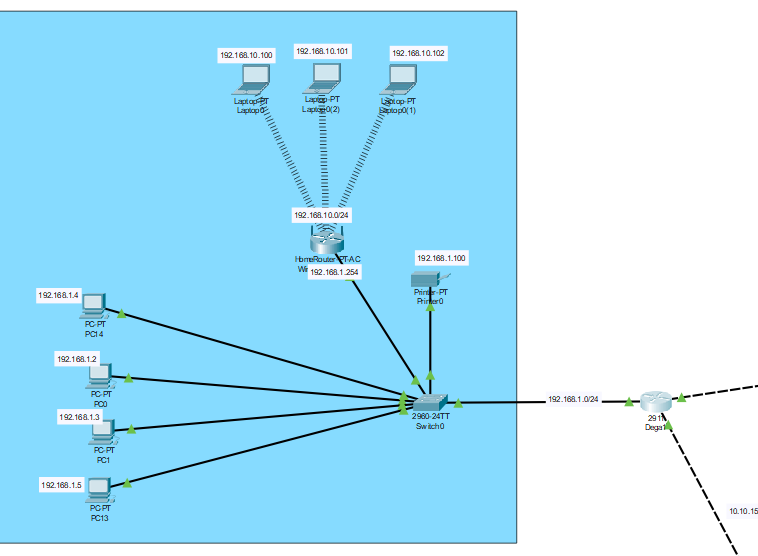 192.168.10.100
192.168.10.101
192.168.10.102
Laptop-PT
Laptop0
Laptop-PT
Laptop0(2)
Laptop-PT
Laptop0(1)
192.168.10.0/24
HomeRouter-PT-AC
192.168.1.254
192.168.1.100
Printer-PT
Printer0
192.168.1.4
PC-PT
PC14
192.168.1.2
PC-PT
PC0
192.168.1.3
PC-PT
PC1
192.168.1.5
PC-PT
PC13
2960-24TT
Switch0
192.168.1.0/24
2911
Dega1
10.10.15